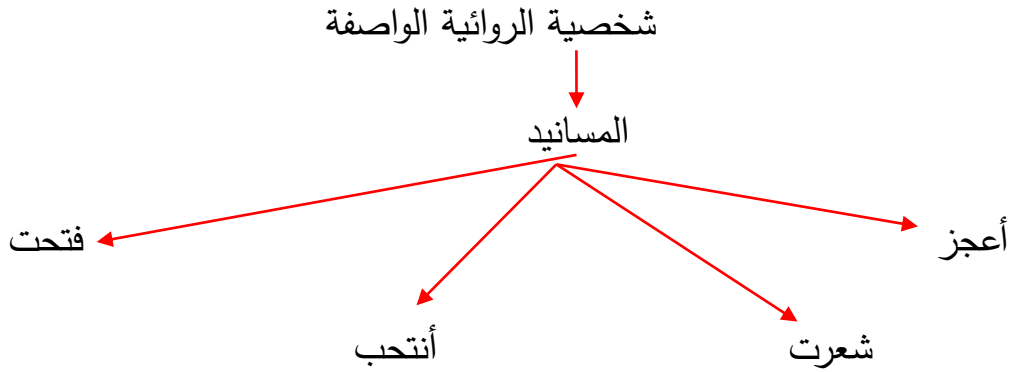 شخصية الروائية الواصفة
المسانيد
أعجز
فتحت
شعرت
أنتحب